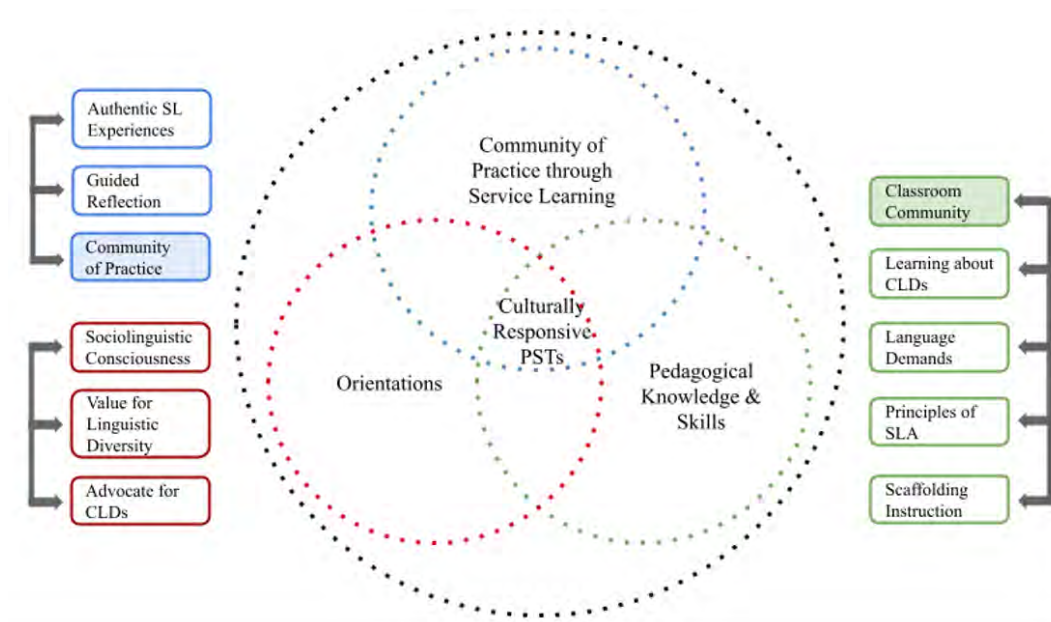 Authentic SL
Experiences
Guided
Reflection
Community
of Practice
Sociolinguistic
Consciousness
Value for
Linguistic
Diversity
Advocate for
CLDs
Community of
Practice through
Service Learning
Culturally
Responsive
PSTs
Orientations
Pedagogical
Knowledge &
Skills
Classroom
Community
Learning about
CLDs
Language
Demands
Principles of
SLA
Scaffolding
Instruction